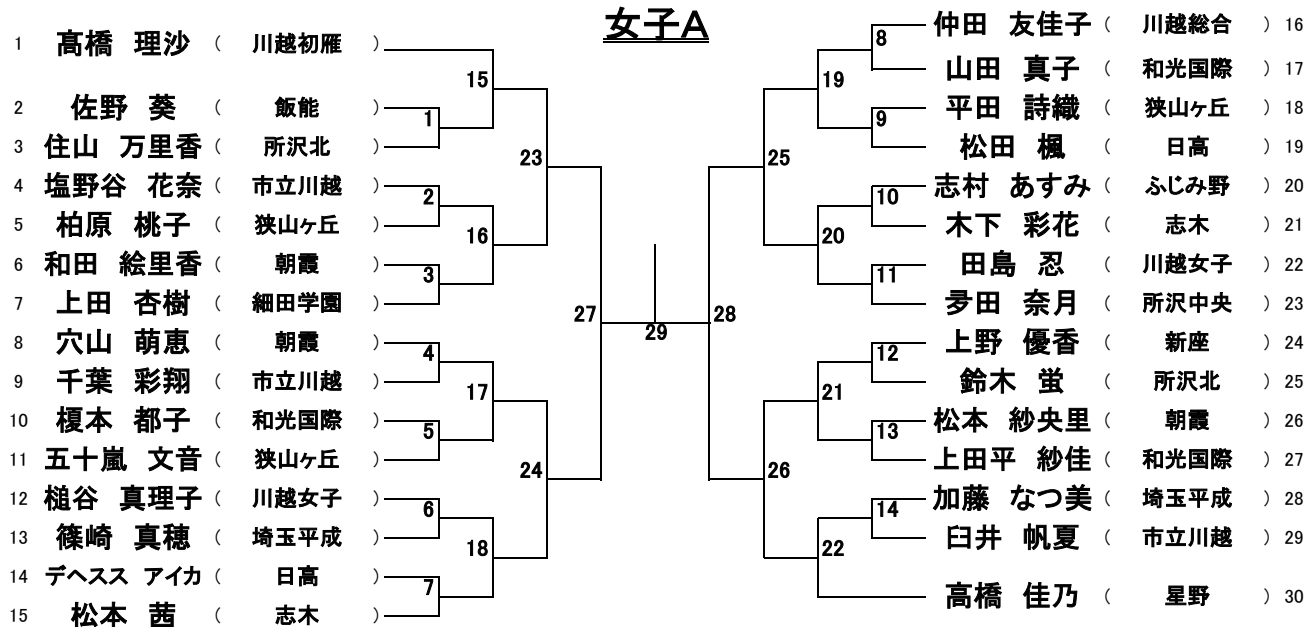 女子A
1 髙橋 理沙 ( 川越初雁 )
2 佐野 葵 ( 飯能 )
3 住山 万里香 ( 所沢北 )
4 塩野谷 花奈 ( 市立川越 )
5 柏原 桃子 ( 狭山ヶ丘 )
6 和田 絵里香 ( 朝霞 )
7 上田 杏樹 ( 細田学園 )
8 穴山 萌恵 ( 朝霞 )
9 千葉 彩翔 ( 市立川越 )
10 榎本 都子 ( 和光国際 )
11 五十嵐 文音 ( 狭山ヶ丘 )
12 槌谷 真理子 ( 川越女子 )
13 篠崎 真穂 ( 埼玉平成 )
14 デヘスス アイカ ( 日高 )
15 松本 茜 ( 志木 )
15
1
23
2
16
3
27
4
17
5
24
6
18
7
29
8
19
9
25
10
20
11
28
12
21
13
26
14
22
仲田 友佳子 ( 川越総合 ) 16
山田 真子 ( 和光国際 ) 17
平田 詩織 ( 狭山ヶ丘 ) 18
松田 楓 ( 日高 ) 19
志村 あすみ ( ふじみ野 ) 20
木下 彩花 ( 志木 ) 21
田島 忍 ( 川越女子 ) 22
夛田 奈月 ( 所沢中央 ) 23
上野 優香 ( 新座 ) 24
鈴木 蛍 ( 所沢北 ) 25
松本 紗央里 ( 朝霞 ) 26
上田平 紗佳 ( 和光国際 ) 27
加藤 なつ美 ( 埼玉平成 ) 28
臼井 帆夏 ( 市立川越 ) 29
高橋 佳乃 ( 星野 ) 30